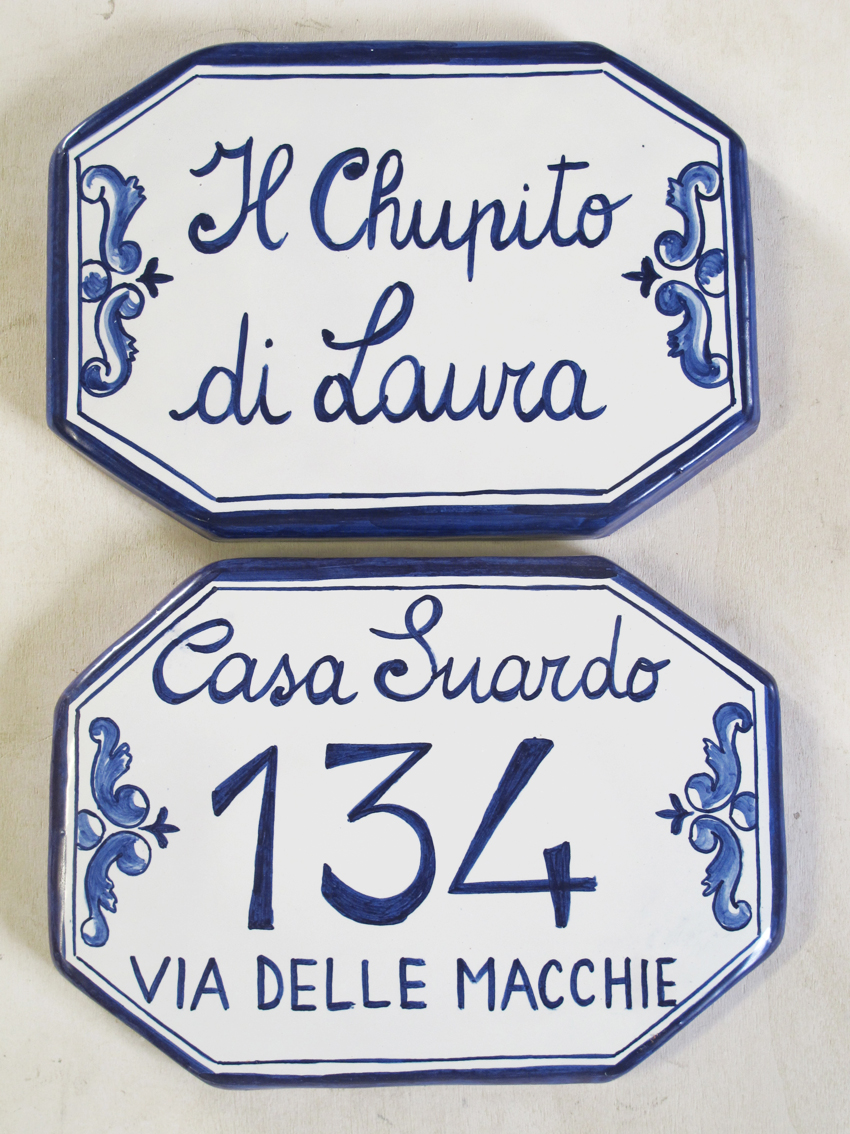 Il Chupito
di Laura
Casa Suardo
134
VIA DELLE MACCHIE